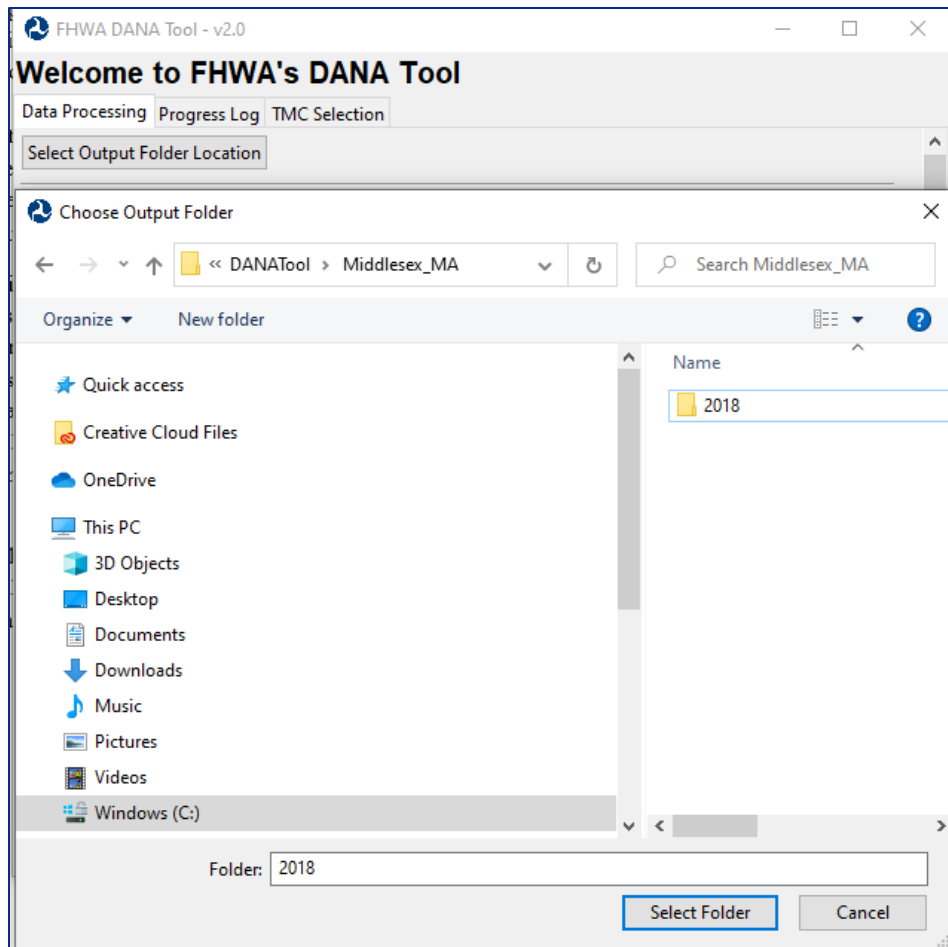 FHWA DANA Tool - v2.0
Welcome to FHWA's DANA Tool
Data Processing Progress Log TMC Selection
Select Output Folder Location
Choose Output Folder
« DANATool › Middlesex_MA Search Middlesex_MA
Organize New folder
Name
Quick access
2018
Creative Cloud Files
OneDrive
This PC
3D Objects
Desktop
Documents
Downloads
Music
Pictures
Videos
Windows (C:)
Folder: 2018
Select Folder Cancel